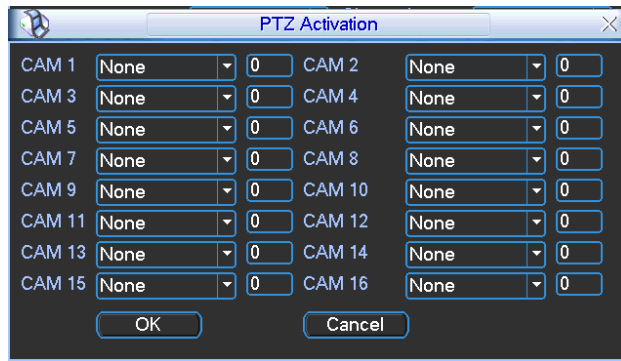 PTZ Activation
CAM 1 None 0 CAM 2 None 0
CAM 3 None 0 CAM 4 None 0
CAM 5 None 0 CAM 6 None 0
CAM 7 None 0 CAM 8 None 0
CAM 9 None 0 CAM 10 None 0
CAM 11 None 0 CAM 12 None 0
CAM 13 None 0 CAM 14 None 0
CAM 15 None 0 CAM 16 None 0
OK Cancel